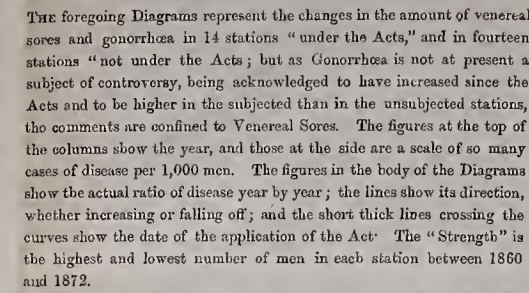 THE foregoing Diagrams represent the changes in the amount of venereal
sores and gonorrhœa in 14 stations "under the Acts," and in fourteen
stations "not under the Acts; but as Gonorrhœa is not at present a
subject of controversy, being acknowledged to have increased since the
Acts and to be higher in the subjected than in the unsubjected stations,
the comments are confined to Venereal Sores. The figures at the top of
the columns show the year, and those at the side are a scale of so many
cases of disease per 1,000 men. The figures in the body of the Diagrams
show the actual ratio of disease year by year; the lines show its direction,
whether increasing or falling off; and the short thick lines crossing the
curves show the date of the application of the Act· The "Strength" is
the highest and lowest number of men in each station between 1860
and 1872.